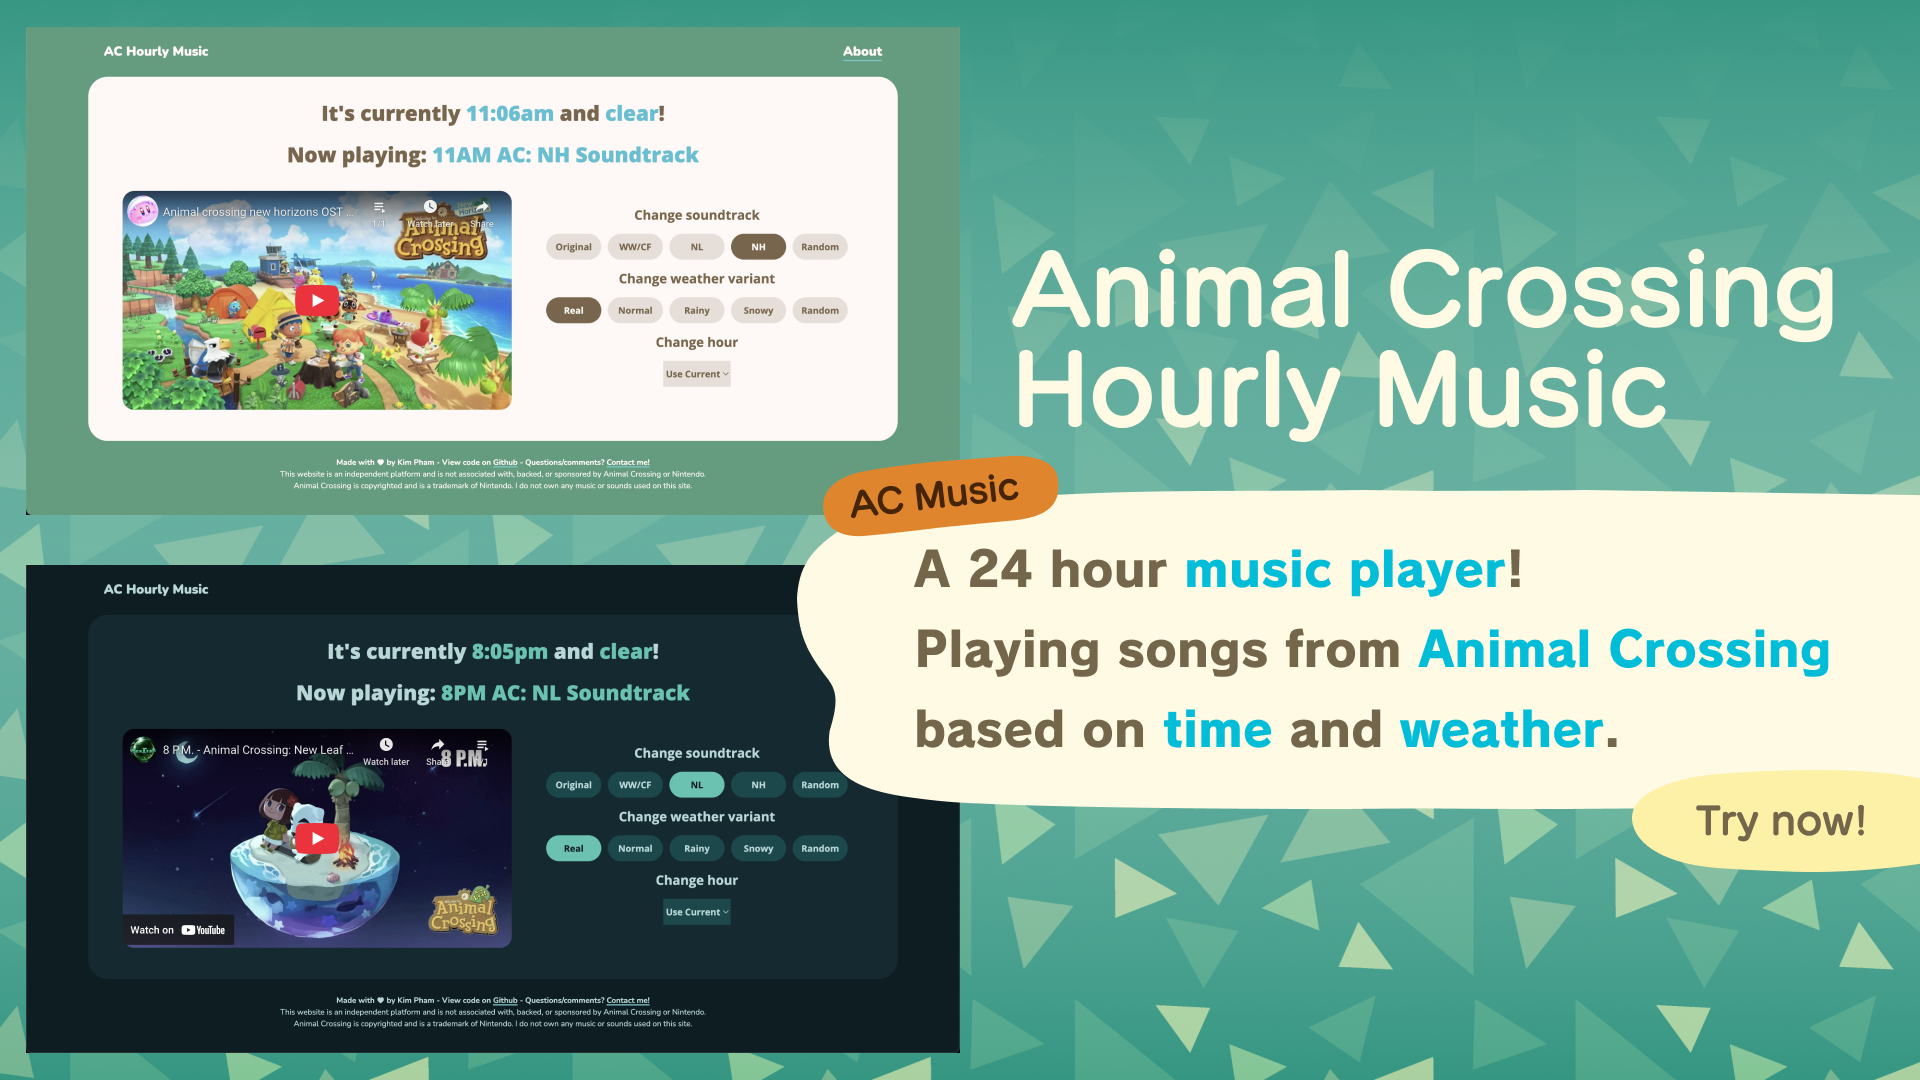 AC Hourly Music
About
It's currently 11:06am and clear!
Now playing: 11AM AC: NH Soundtrack
Animal crossing new horizons OST ...
1/1
Watch later
Share
Animal Crossing
Change soundtrack
Original WW/CF NL NH Random
Change weather variant
Real Normal Rainy Snowy Random
Change hour
Use Current
Made with ♥ by Kim Pham - View code on Github - Questions/comments? Contact me!
This website is an independent platform and is not associated with, backed, or sponsored by Animal Crossing or Nintendo.
Animal Crossing is copyrighted and is a trademark of Nintendo. I do not own any music or sounds used on this site.
AC Hourly Music
It's currently 8:05pm and clear!
Now playing: 8PM AC: NL Soundtrack
8 P.M. - Animal Crossing: New Leaf ...
Watch later
8 P.M.
Animal Crossing
Watch on YouTube
Change soundtrack
Original WW/CF NL NH Random
Change weather variant
Real Normal Rainy Snowy Random
Change hour
Use Current
Made with ♥ by Kim Pham - View code on Github - Questions/comments? Contact me!
This website is an independent platform and is not associated with, backed, or sponsored by Animal Crossing or Nintendo.
Animal Crossing is copyrighted and is a trademark of Nintendo. I do not own any music or sounds used on this site.
Animal Crossing
Hourly Music
AC Music
A 24 hour music player!
Playing songs from Animal Crossing
based on time and weather.
Try now!